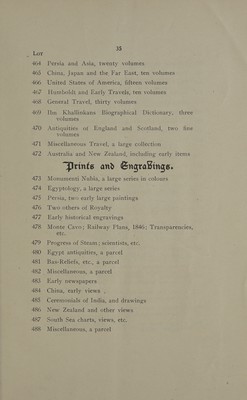 35
Lot
464 Persia and Asia, twenty volumes
465 China, Japan and the Far East, ten volumes
466 United States of America, fifteen volumes
467 Humboldt and Early Travels, ten volumes
468 General Travel, thirty volumes
469 Ibn. Khallinkans Biographical Dictionary, three
volumes
470 Antiquities of England and Scotland, two fine
volumes
471 Miscellaneous Travel, a large collection
472 Australia and New Zealand, including early items
Prints and Engravings.
473 Monumenti Nubia, a large series in colours
474 Egyptology, a large series
475 Persia, two early large paintings
476 Two others of Royalty
477 Early historical engravings
478 Monte Cavo; Railway Plans, 1846; Transparencies,
etc.
479 Progress of Steam; scientists, etc.
480 Egypt antiquities, a parcel
481 Bas-Reliefs, etc., a parcel
482 Miscellaneous, a parcel
483 Early newspapers
484 China, early views
485 Ceremonials of India, and drawings
486 New Zealand and other views
487 South Sea charts, views, etc.
488 Miscellaneous, a parcel